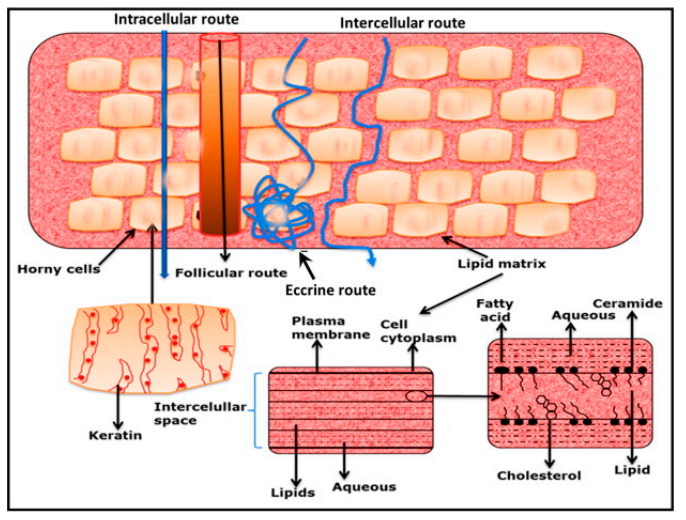 Intracellular route
Intercellular route
Horny cells
Follicular route
Lipid matrix
Eccrine route
Plasma
membrane
Cell
cytoplasm
Fatty
acid
Aqueous
Ceramide
Intercelullar
space
Keratin
Lipids
Aqueous
Cholesterol
Lipid